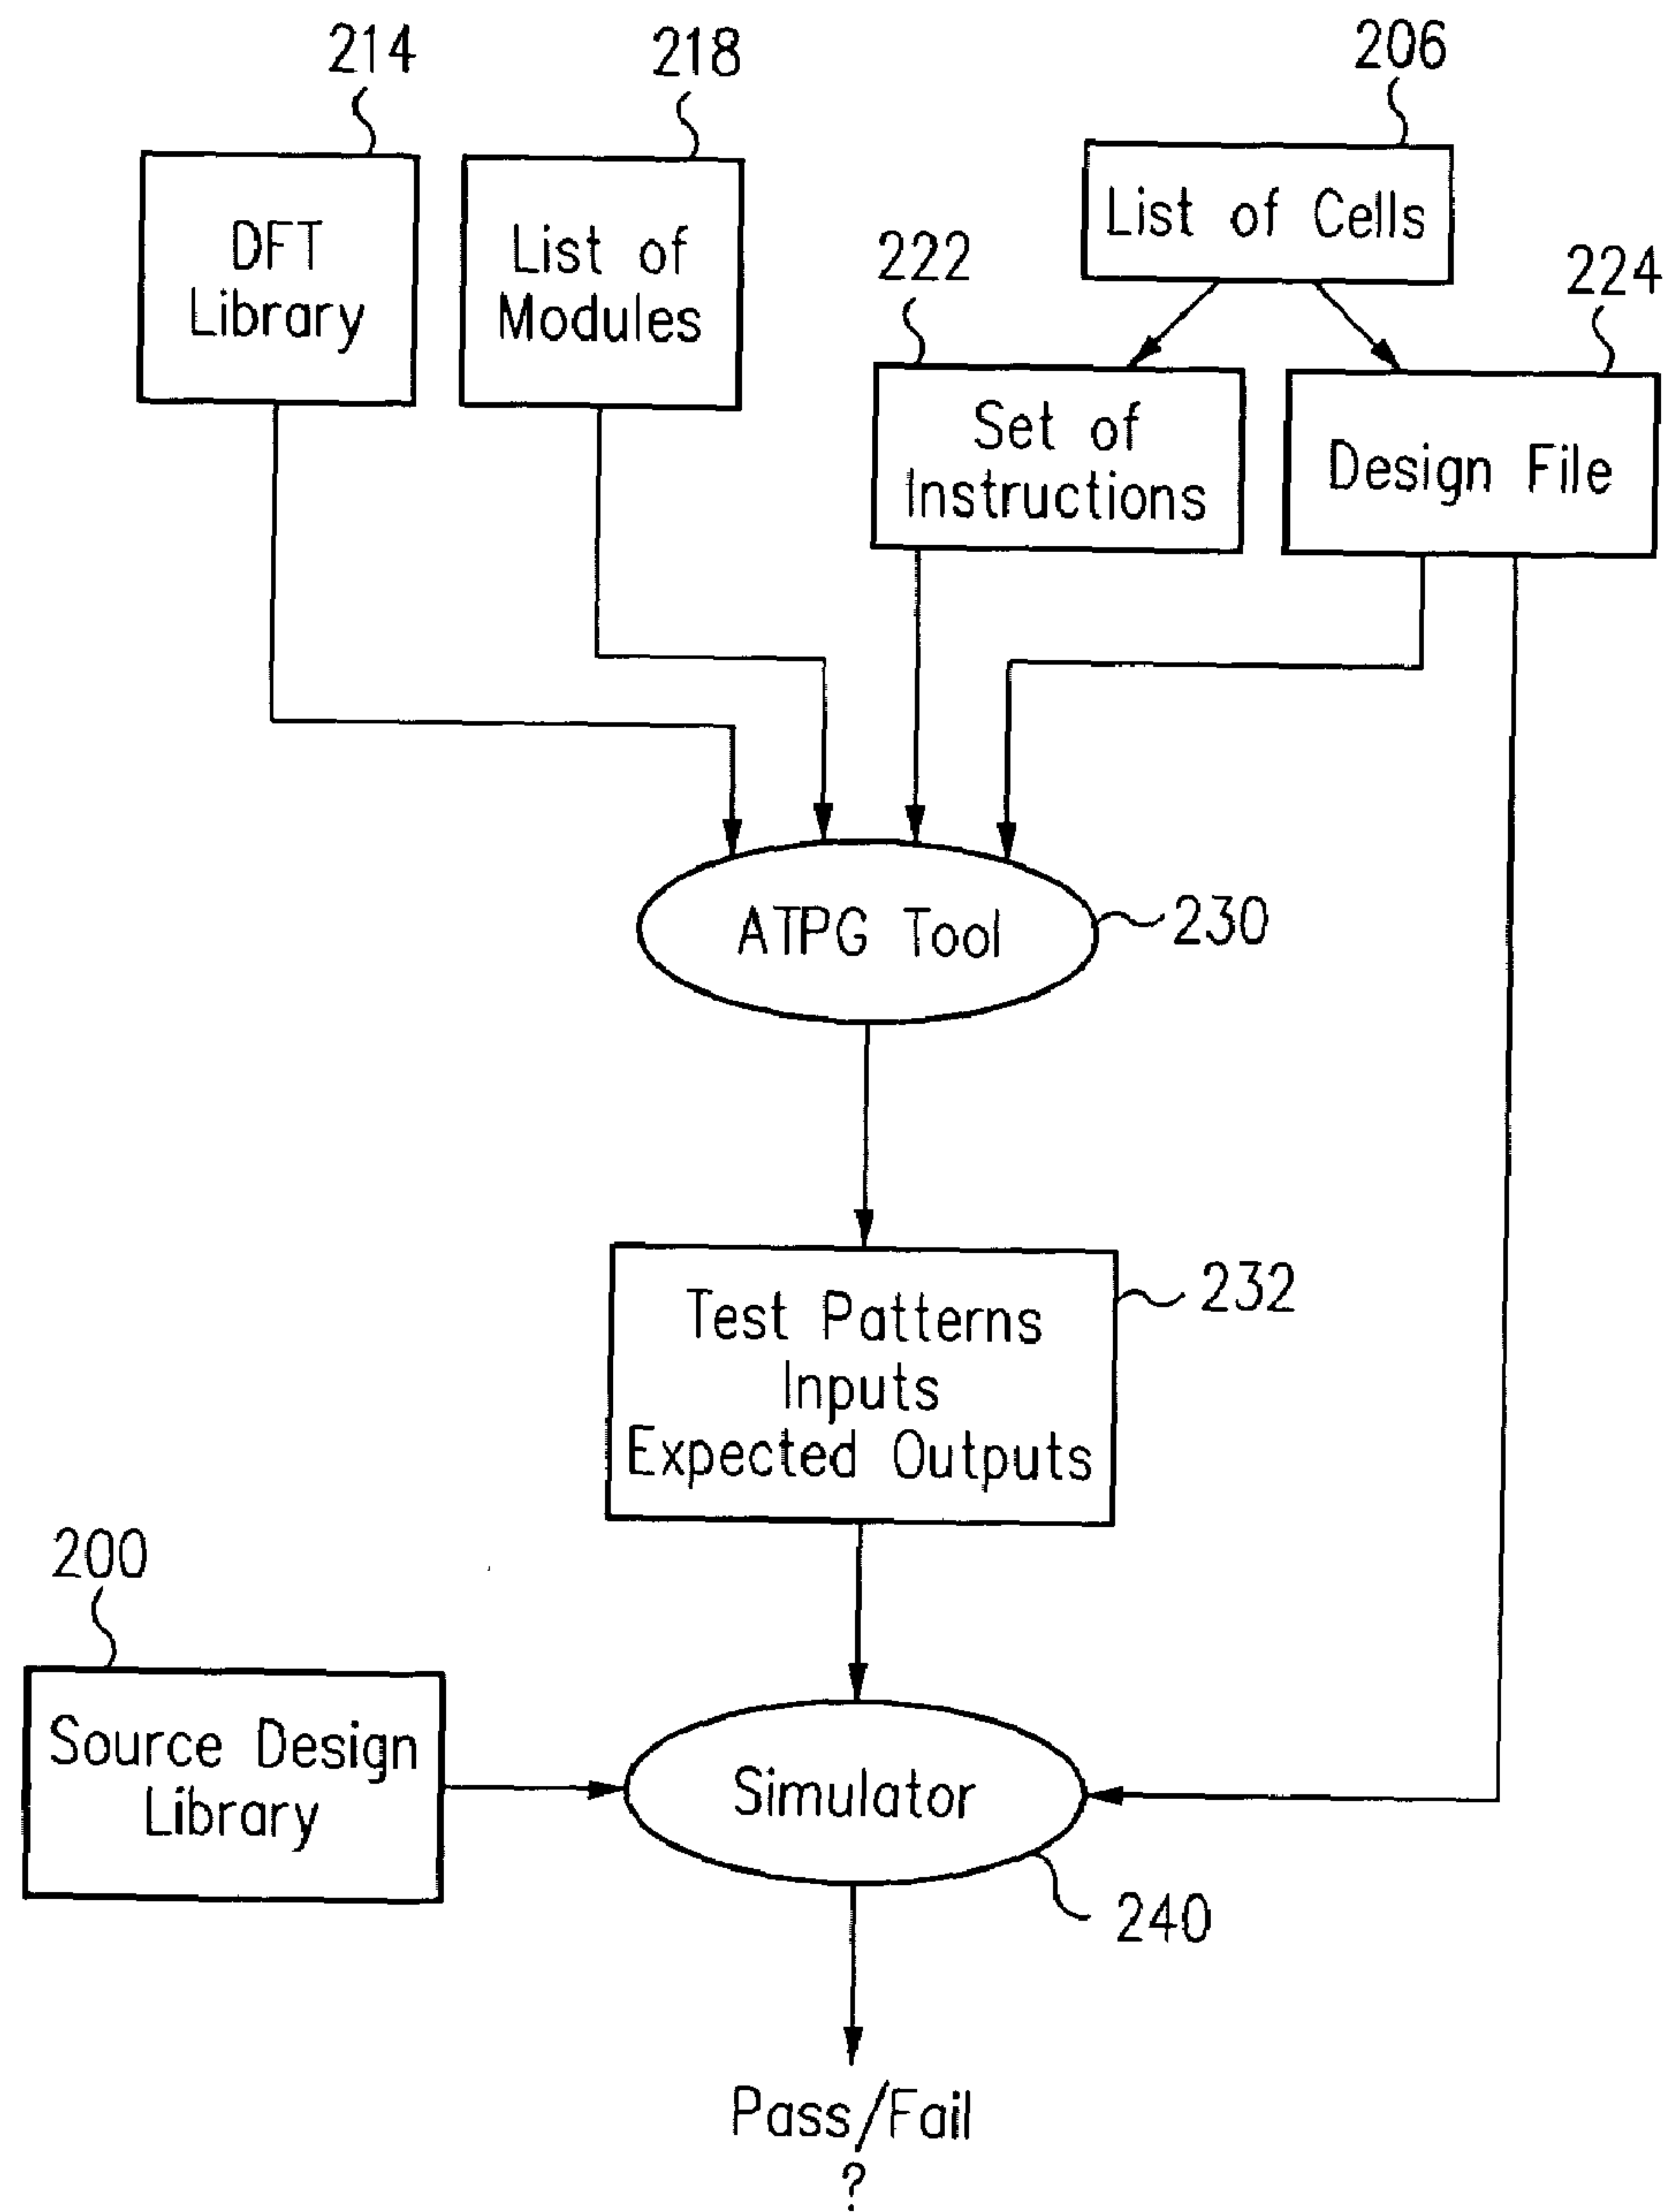 214
218
206
DFT
Library
List of
Modules
List of Cells
222
224
Set of
Instructions
Design File
ATPG Tool
230
Test Patterns
Inputs
Expected Outputs
232
200
Source Design
Library
Simulator
240
Pass/Fail
?